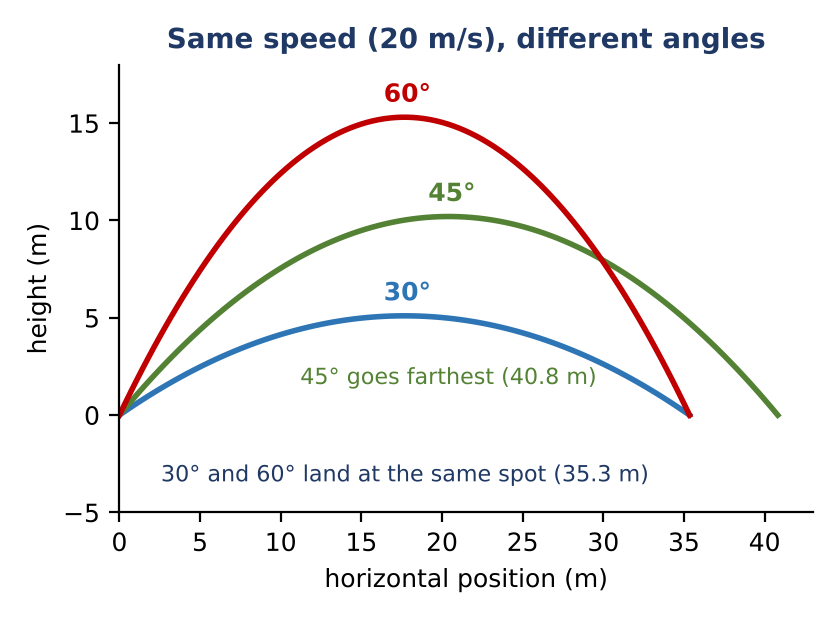 Same speed (20 m/s), different angles
60°
45°
30°
45° goes farthest (40.8 m)
30° and 60° land at the same spot (35.3 m)
height (m)
15
10
5
0
−5
0 5 10 15 20 25 30 35 40
horizontal position (m)